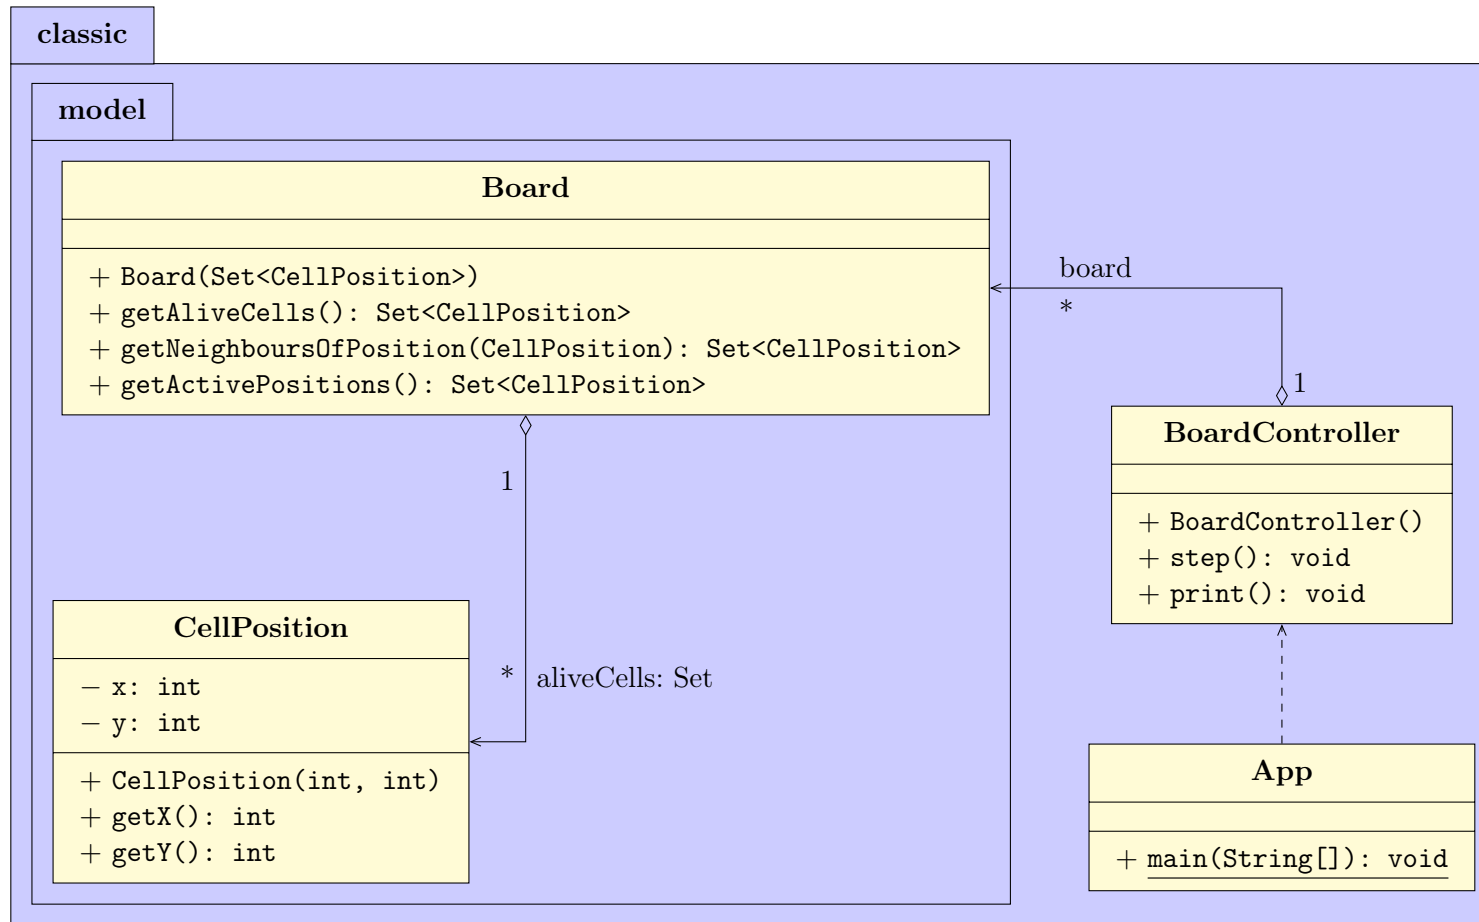 classic
model
Board
+ Board(Set<CellPosition>)
+ getAliveCells(): Set<CellPosition>
+ getNeighboursOfPosition(CellPosition): Set<CellPosition>
+ getActivePositions(): Set<CellPosition>
board
*
1
BoardController
+ BoardController()
+ step(): void
+ print(): void
1
* aliveCells: Set
CellPosition
− x: int
− y: int
+ CellPosition(int, int)
+ getX(): int
+ getY(): int
App
+ main(String[]): void